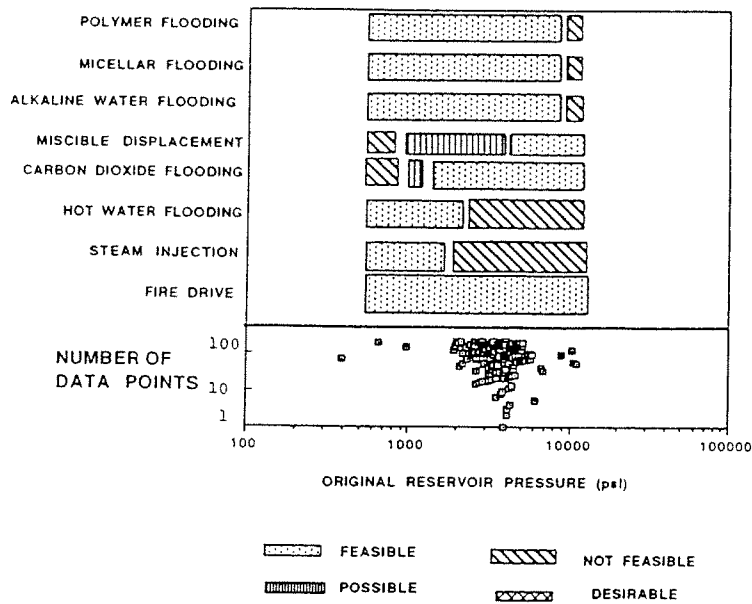 POLYMER FLOODING
MICELLAR FLOODING
ALKALINE WATER FLOODING
MISCIBLE DISPLACEMENT
CARBON DIOXIDE FLOODING
HOT WATER FLOODING
STEAM INJECTION
FIRE DRIVE
NUMBER OF
DATA POINTS
100
10
1
100 1000 10000 100000
ORIGINAL RESERVOIR PRESSURE (psI)
FEASIBLE NOT FEASIBLE
POSSIBLE DESIRABLE